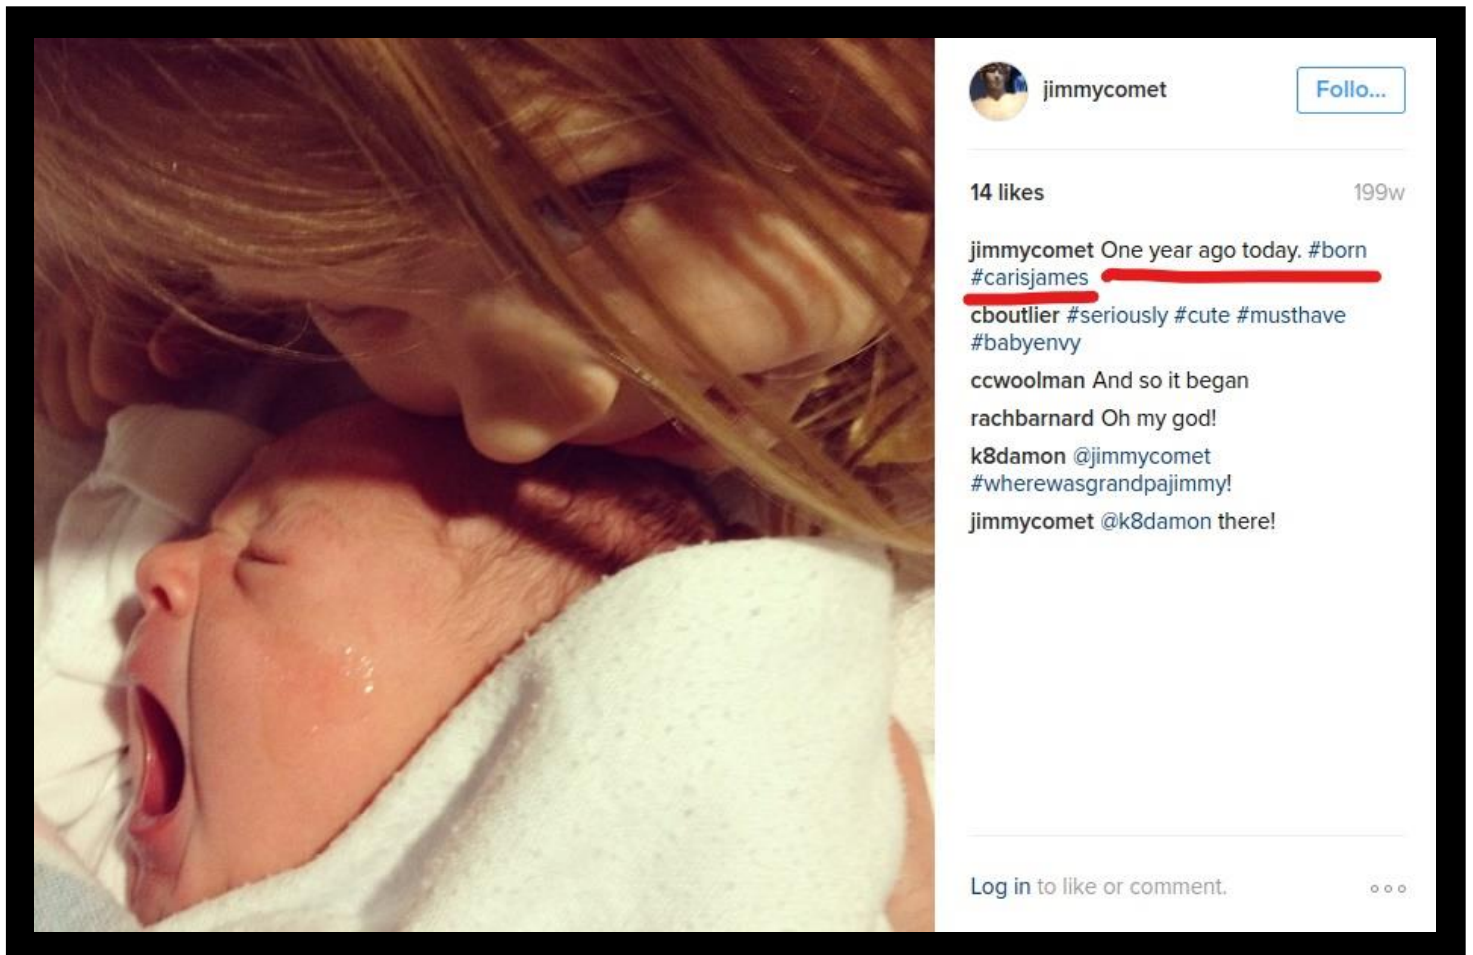 jimmycomet
Follo...
14 likes
199w
jimmycomet One year ago today. #born
#carisjames
cboutlier #seriously #cute #musthave
#babyenvy
ccwoolman And so it began
rachbarnard Oh my god!
k8damon @jimmycomet
#wherewasgrandpajimmy!
jimmycomet @k8damon there!
Log in to like or comment.